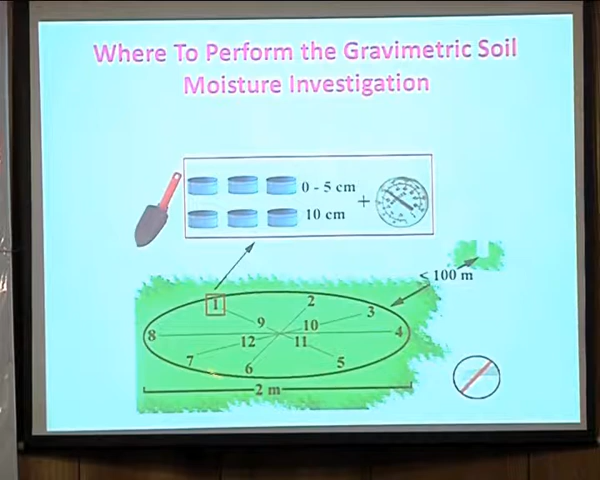 Where To Perform the Gravimetric Soil
Moisture Investigation
0 - 5 cm
+
10 cm
≤ 100 m
1
2
3
9
10
8
4
12
11
7
5
6
2 m